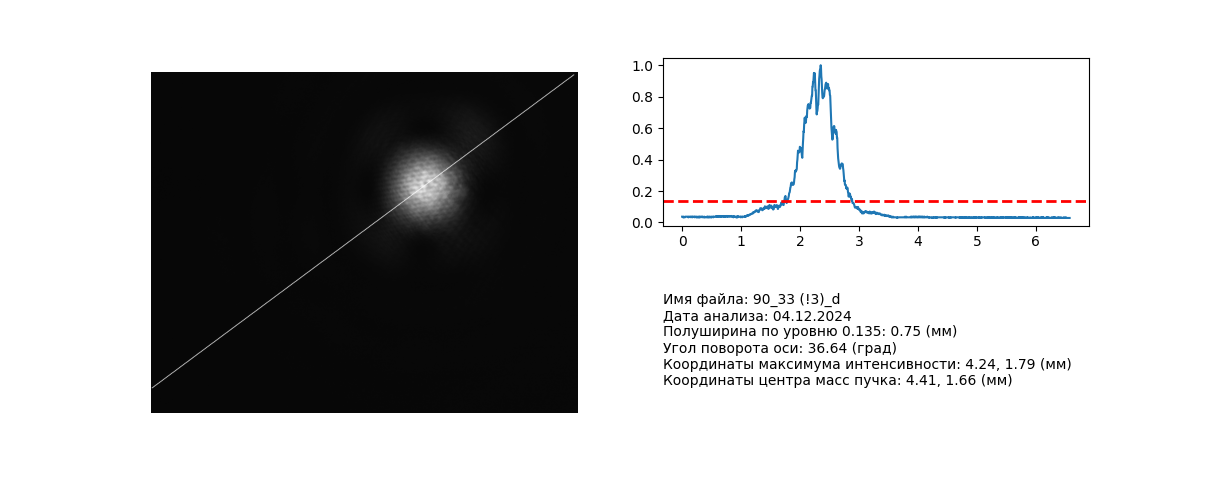 1.0
0.8
0.6
0.4
0.2
0.0
0 1 2 3 4 5 6
Имя файла: 90_33 (!3)_d
Дата анализа: 04.12.2024
Полуширина по уровню 0.135: 0.75 (мм)
Угол поворота оси: 36.64 (град)
Координаты максимума интенсивности: 4.24, 1.79 (мм)
Координаты центра масс пучка: 4.41, 1.66 (мм)